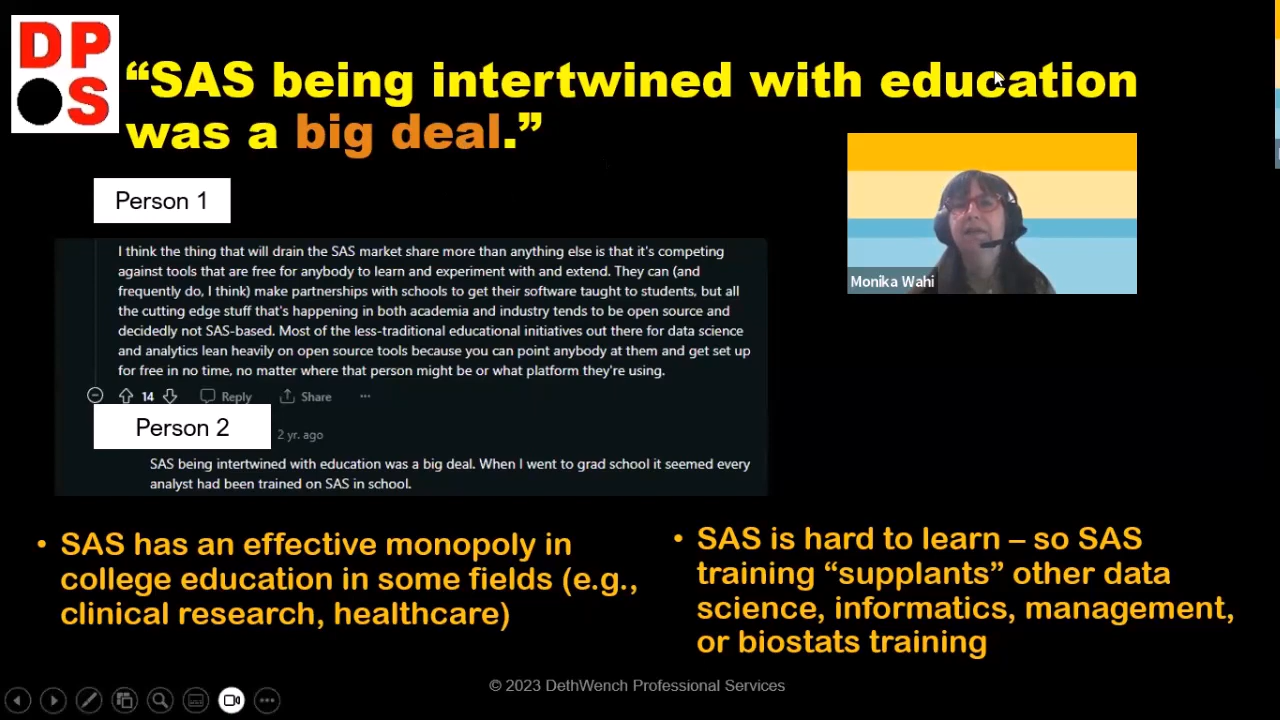 DP
S
“SAS being intertwined with education
was a big deal.”
Person 1
I think the thing that will drain the SAS market share more than anything else is that it's competing
against tools that are free for anybody to learn and experiment with and extend. They can (and
frequently do, I think) make partnerships with schools to get their software taught to students, but all
the cutting edge stuff that's happening in both academia and industry tends to be open source and
decidedly not SAS-based. Most of the less-traditional educational initiatives out there for data science
and analytics lean heavily on open source tools because you can point anybody at them and get set up
for free in no time, no matter where that person might be or what platform they're using.
14 Reply Share ...
Person 2
2 yr. ago
SAS being intertwined with education was a big deal. When I went to grad school it seemed every
analyst had been trained on SAS in school.
Monika Wahi
• SAS has an effective monopoly in
college education in some fields (e.g.,
clinical research, healthcare)
• SAS is hard to learn – so SAS
training “supplants” other data
science, informatics, management,
or biostats training
© 2023 DethWench Professional Services